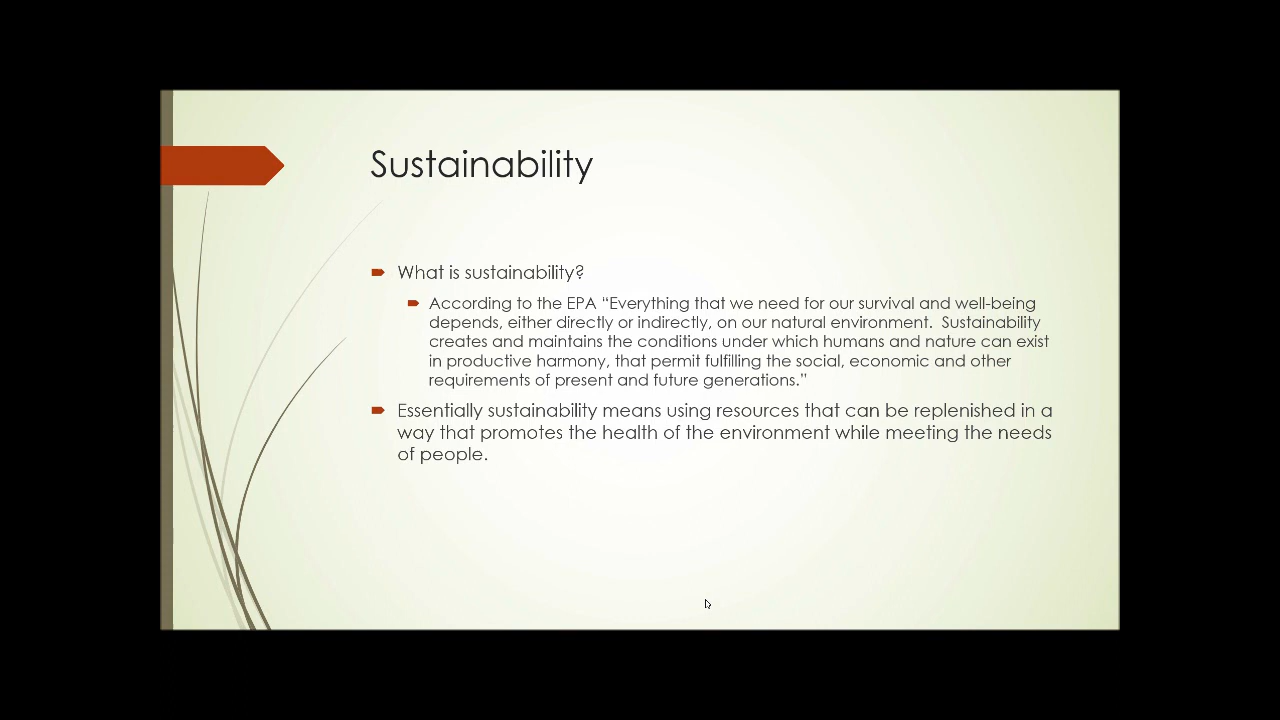 Sustainability
What is sustainability?
According to the EPA “Everything that we need for our survival and well-being
depends, either directly or indirectly, on our natural environment.  Sustainability
creates and maintains the conditions under which humans and nature can exist
in productive harmony, that permit fulfilling the social, economic and other
requirements of present and future generations.”
Essentially sustainability means using resources that can be replenished in a
way that promotes the health of the environment while meeting the needs
of people.